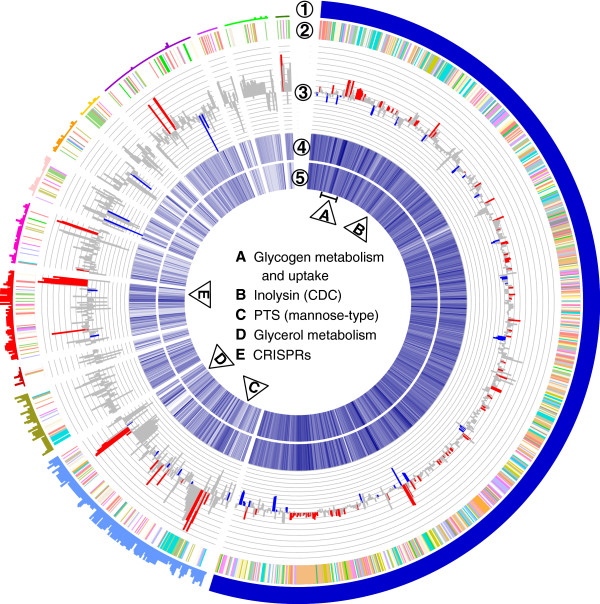 1
2
3
4
5
A
B
A Glycogen metabolism
and uptake
B Inolysin (CDC)
C PTS (mannose-type)
D Glycerol metabolism
E CRISPRs
E
D
C